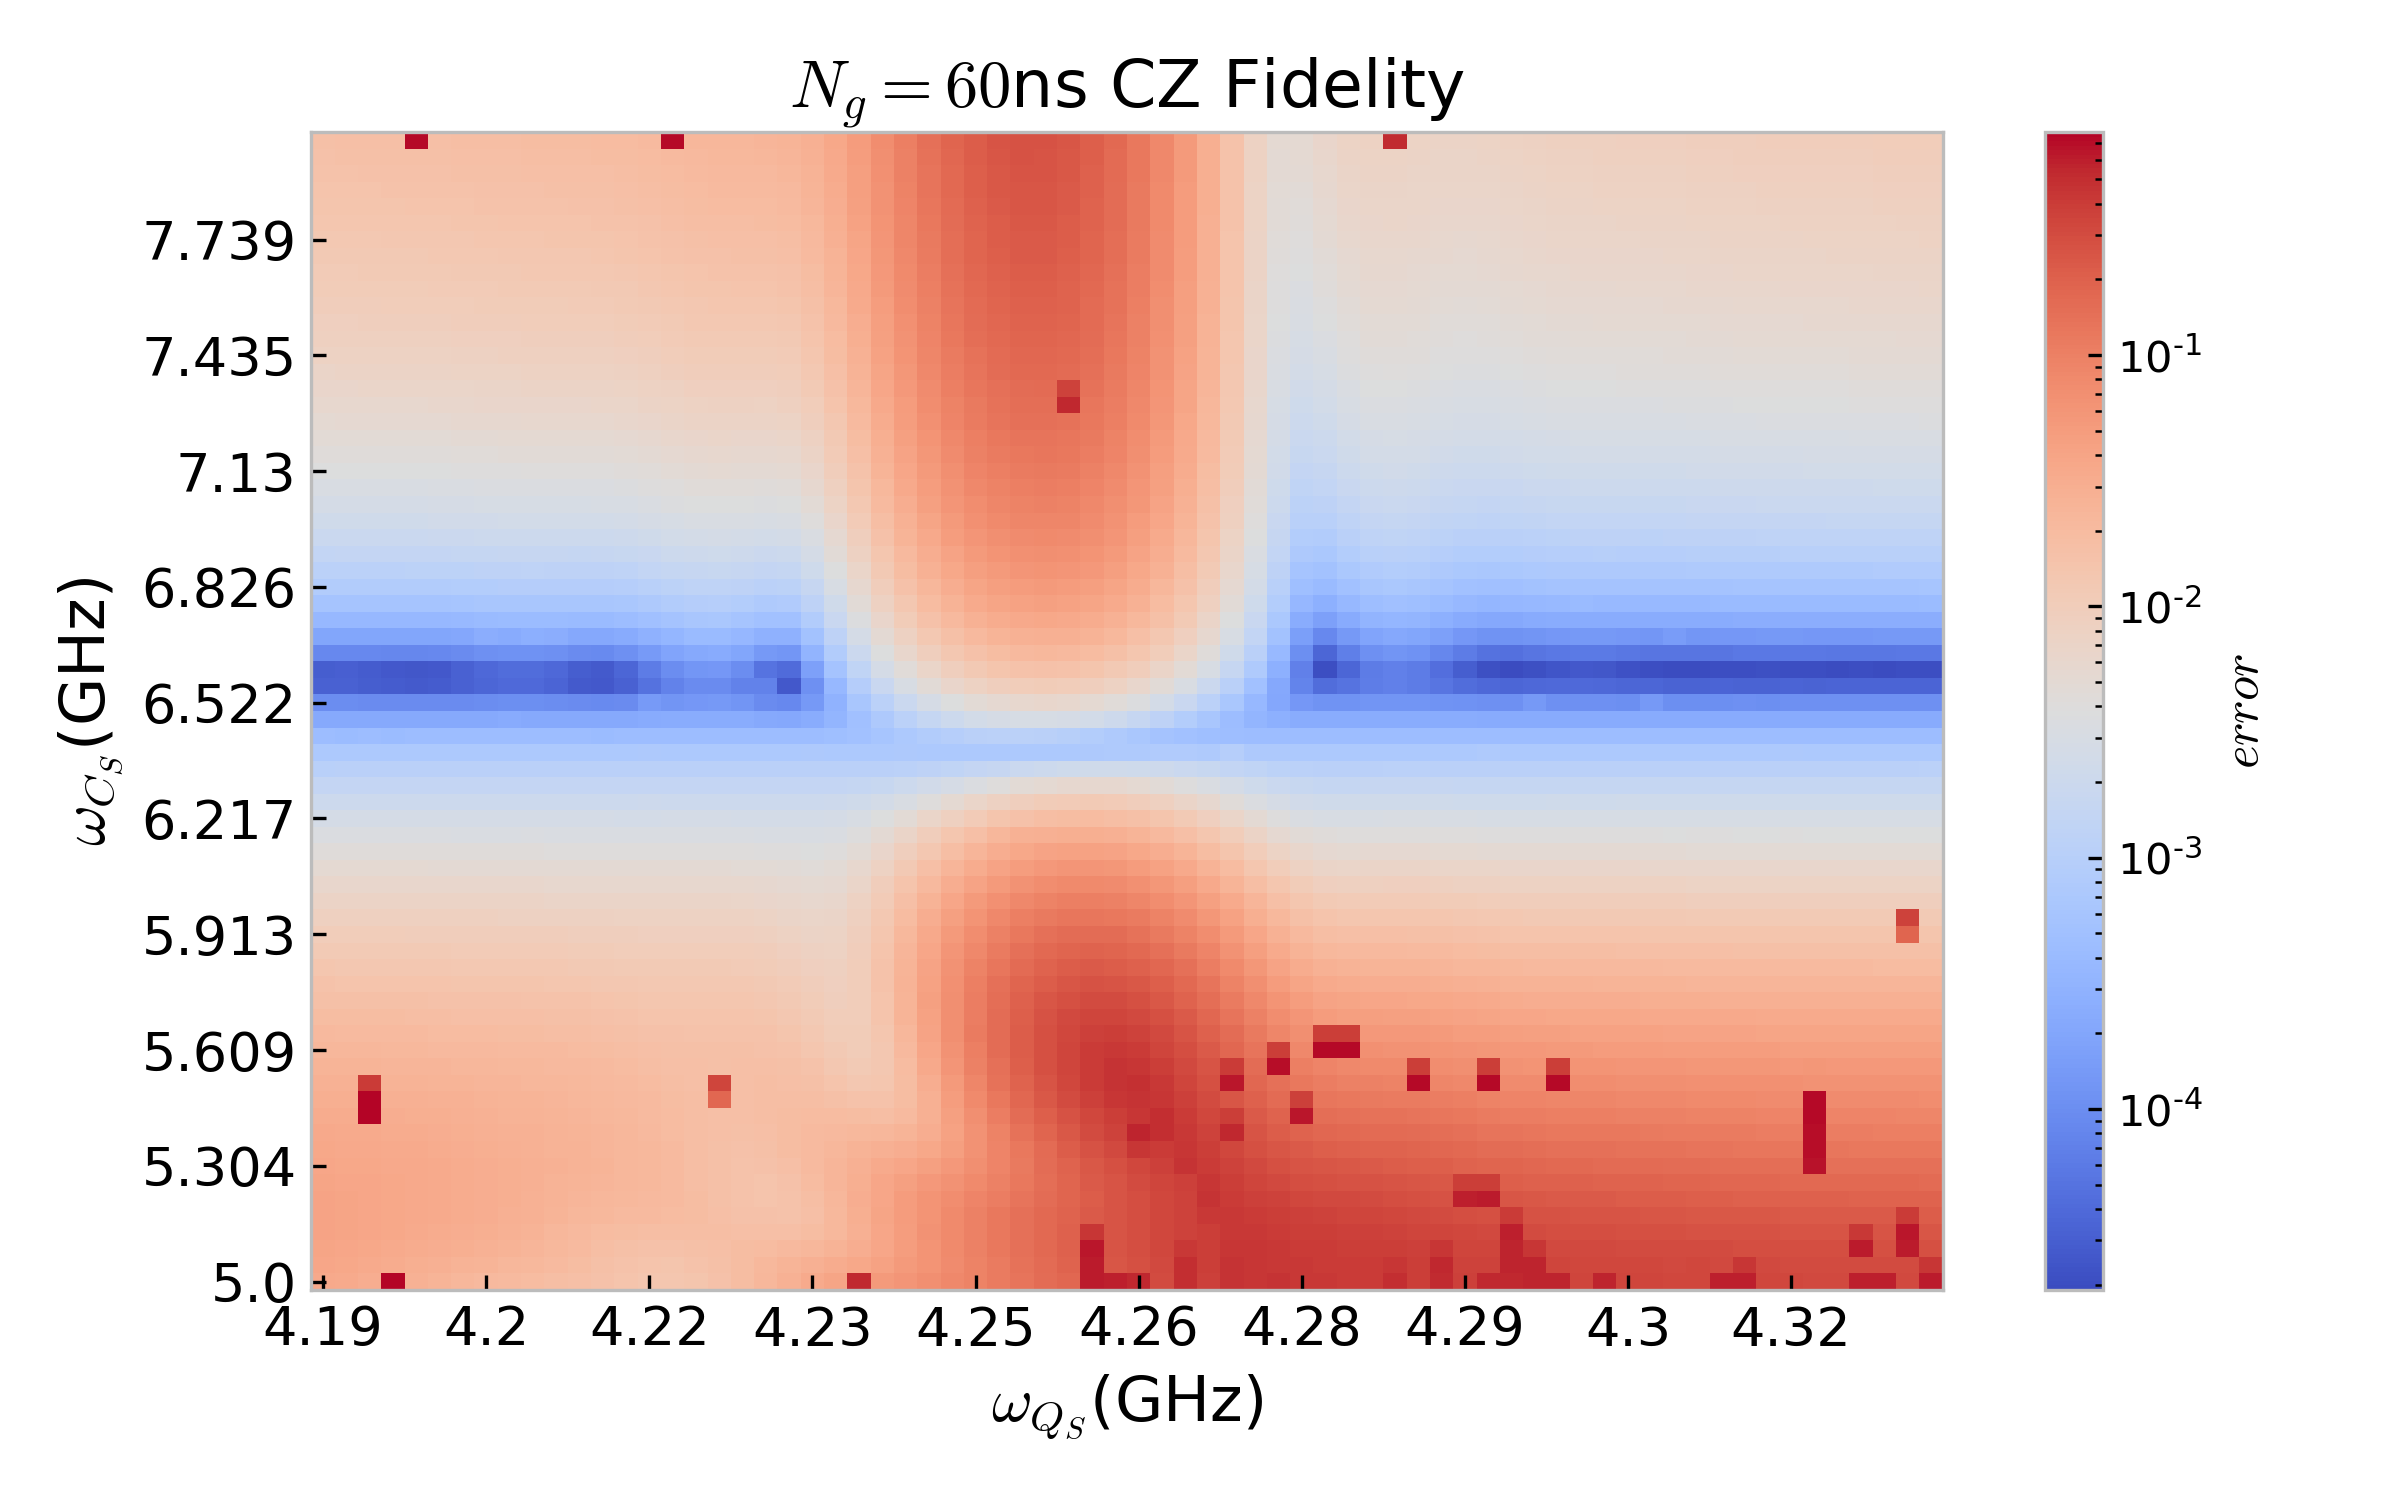 N_g = 60ns CZ Fidelity
7.739
7.435
7.13
6.826
6.522
6.217
5.913
5.609
5.304
5.0
ω_{C_S}(GHz)
4.19 4.2 4.22 4.23 4.25 4.26 4.28 4.29 4.3 4.32
ω_{Q_S}(GHz)
10^{-1}
10^{-2}
10^{-3}
10^{-4}
error